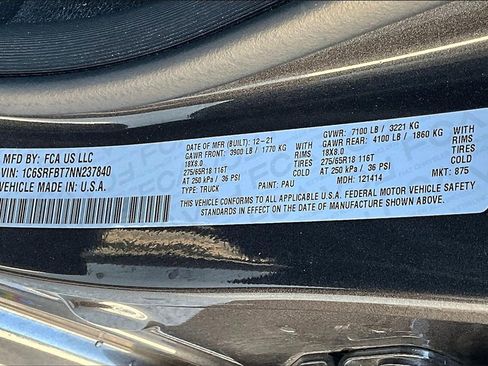 MFD BY: FCA US LLC
VIN: 1C6SRFBT7NN237840
VEHICLE MADE IN U.S.A.
DATE OF MFR (BUILT): 12-21
GAWR FRONT: 3900 LB / 1770 KG WITH
18X8.0 RIMS
275/65R18 116T TIRES
AT 250 kPa / 36 PSI COLD
TYPE: TRUCK PAINT: PAU
GVWR: 7100 LB / 3221 KG
GAWR REAR: 4100 LB / 1860 KG WITH
18X8.0 RIMS
275/65R18 116T TIRES
AT 250 kPa / 36 PSI COLD
MDH: 121414 MKT: 875
THIS VEHICLE CONFORMS TO ALL APPLICABLE U.S.A. FEDERAL MOTOR VEHICLE SAFETY
STANDARDS IN EFFECT ON THE DATE OF MANUFACTURE SHOWN ABOVE.